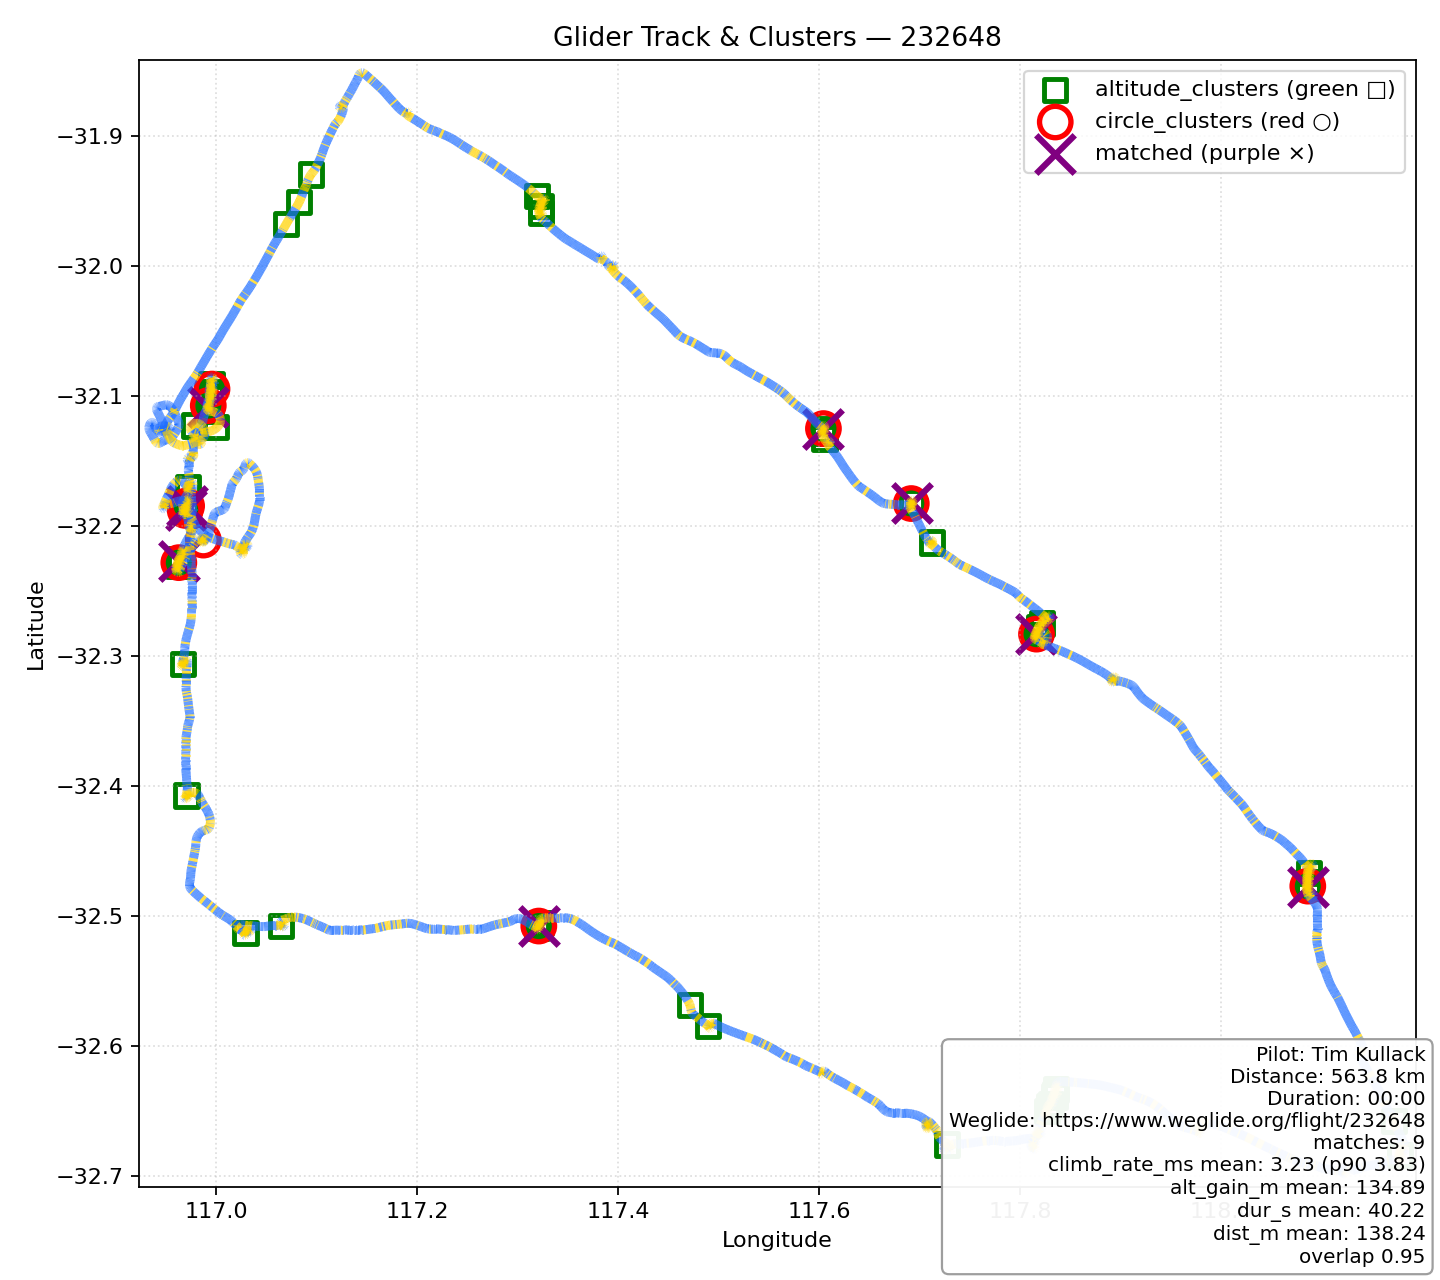 Glider Track & Clusters — 232648
altitude_clusters (green □)
circle_clusters (red ○)
matched (purple ×)
−31.9
−32.0
−32.1
−32.2
−32.3
−32.4
−32.5
−32.6
−32.7
Latitude
117.0
117.2
117.4
117.6
117.8
118
Longitude
Pilot: Tim Kullack
Distance: 563.8 km
Duration: 00:00
Weglide: https://www.weglide.org/flight/232648
matches: 9
climb_rate_ms mean: 3.23 (p90 3.83)
alt_gain_m mean: 134.89
dur_s mean: 40.22
dist_m mean: 138.24
overlap 0.95